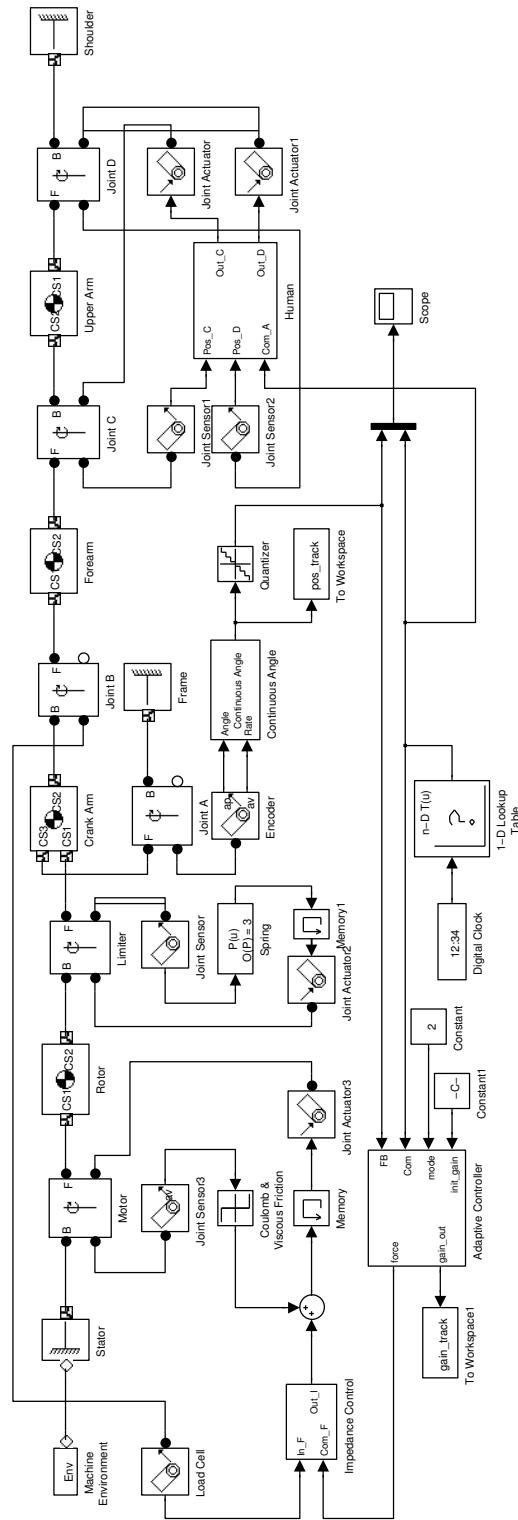 Env
Machine
Environment
Stator
B
F
Motor
CS1
CS2
Rotor
B
F
Limiter
CS3
CS1
CS2
Crank Arm
B
F
Joint B
CS1
CS2
Forearm
F
B
Joint C
CS2
CS1
Upper Arm
F
B
Joint D
Shoulder
Load Cell
av
Joint Sensor3
Coulomb &
Viscous Friction
Joint Sensor
P(u)
O(P) = 3
Spring
Memory1
Joint Actuator2
F
B
Joint A
Frame
ap
av
Encoder
Angle
Continuous Angle
Rate
Continuous Angle
Quantizer
pos_track
To Workspace
Joint Sensor1
Joint Sensor2
Pos_C
Pos_D
Com_A
Out_C
Out_D
Human
Joint Actuator
Joint Actuator1
In_F
Com_F
Out_I
Impedance Control
+
+
Memory
Joint Actuator3
force
gain_out
FB
Com
mode
init_gain
Adaptive Controller
gain_track
To Workspace1
2
Constant
-C-
Constant1
12:34
Digital Clock
n-D T(u)
1-D Lookup
Table
Scope